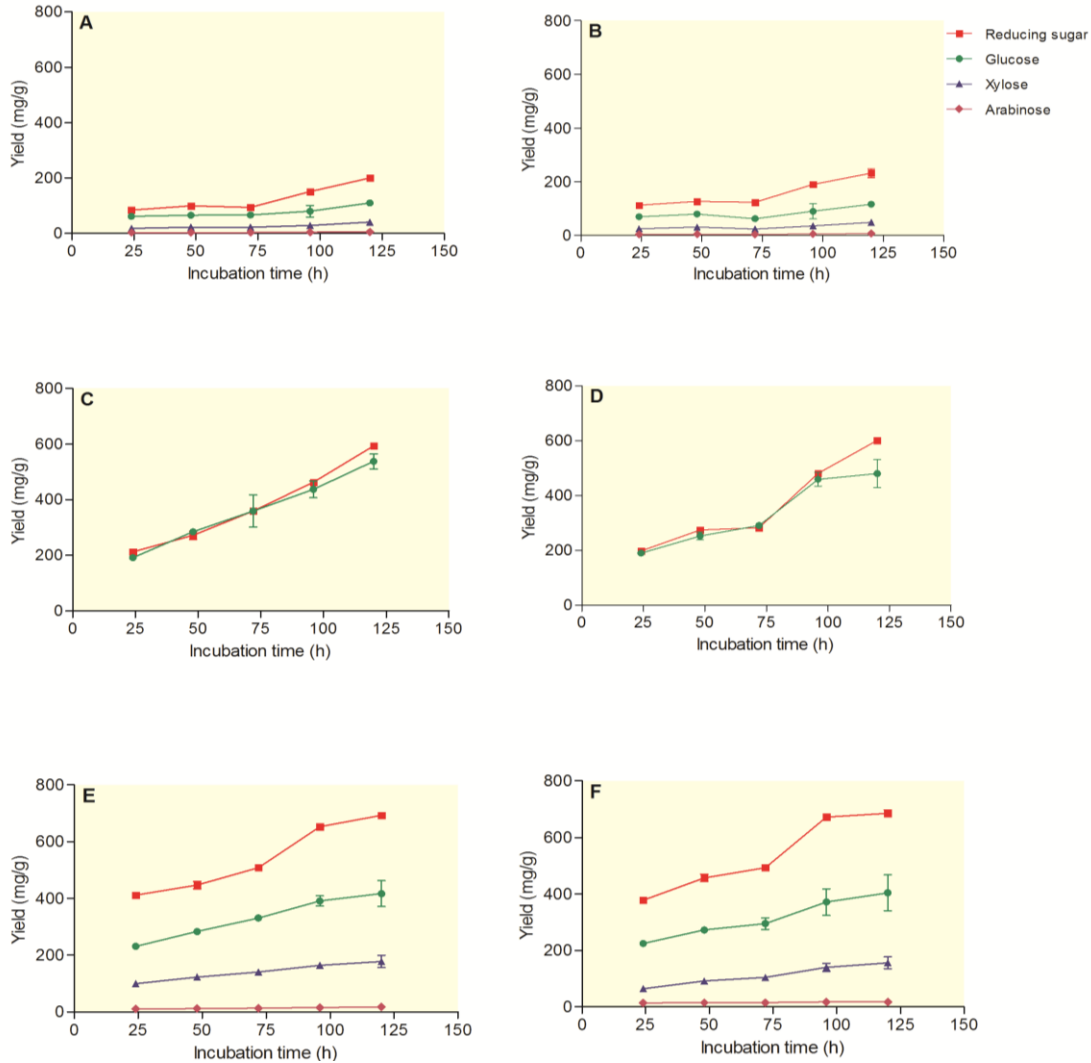 A
800
600
400
200
0
Yield (mg/g)
0 25 50 75 100 125 150
Incubation time (h)
B
800
600
400
200
0
Yield (mg/g)
0 25 50 75 100 125 150
Incubation time (h)
Reducing sugar
Glucose
Xylose
Arabinose
C
800
600
400
200
0
Yield (mg/g)
0 25 50 75 100 125 150
Incubation time (h)
D
800
600
400
200
0
Yield (mg/g)
0 25 50 75 100 125 150
Incubation time (h)
E
800
600
400
200
0
Yield (mg/g)
0 25 50 75 100 125 150
Incubation time (h)
F
800
600
400
200
0
Yield (mg/g)
0 25 50 75 100 125 150
Incubation time (h)